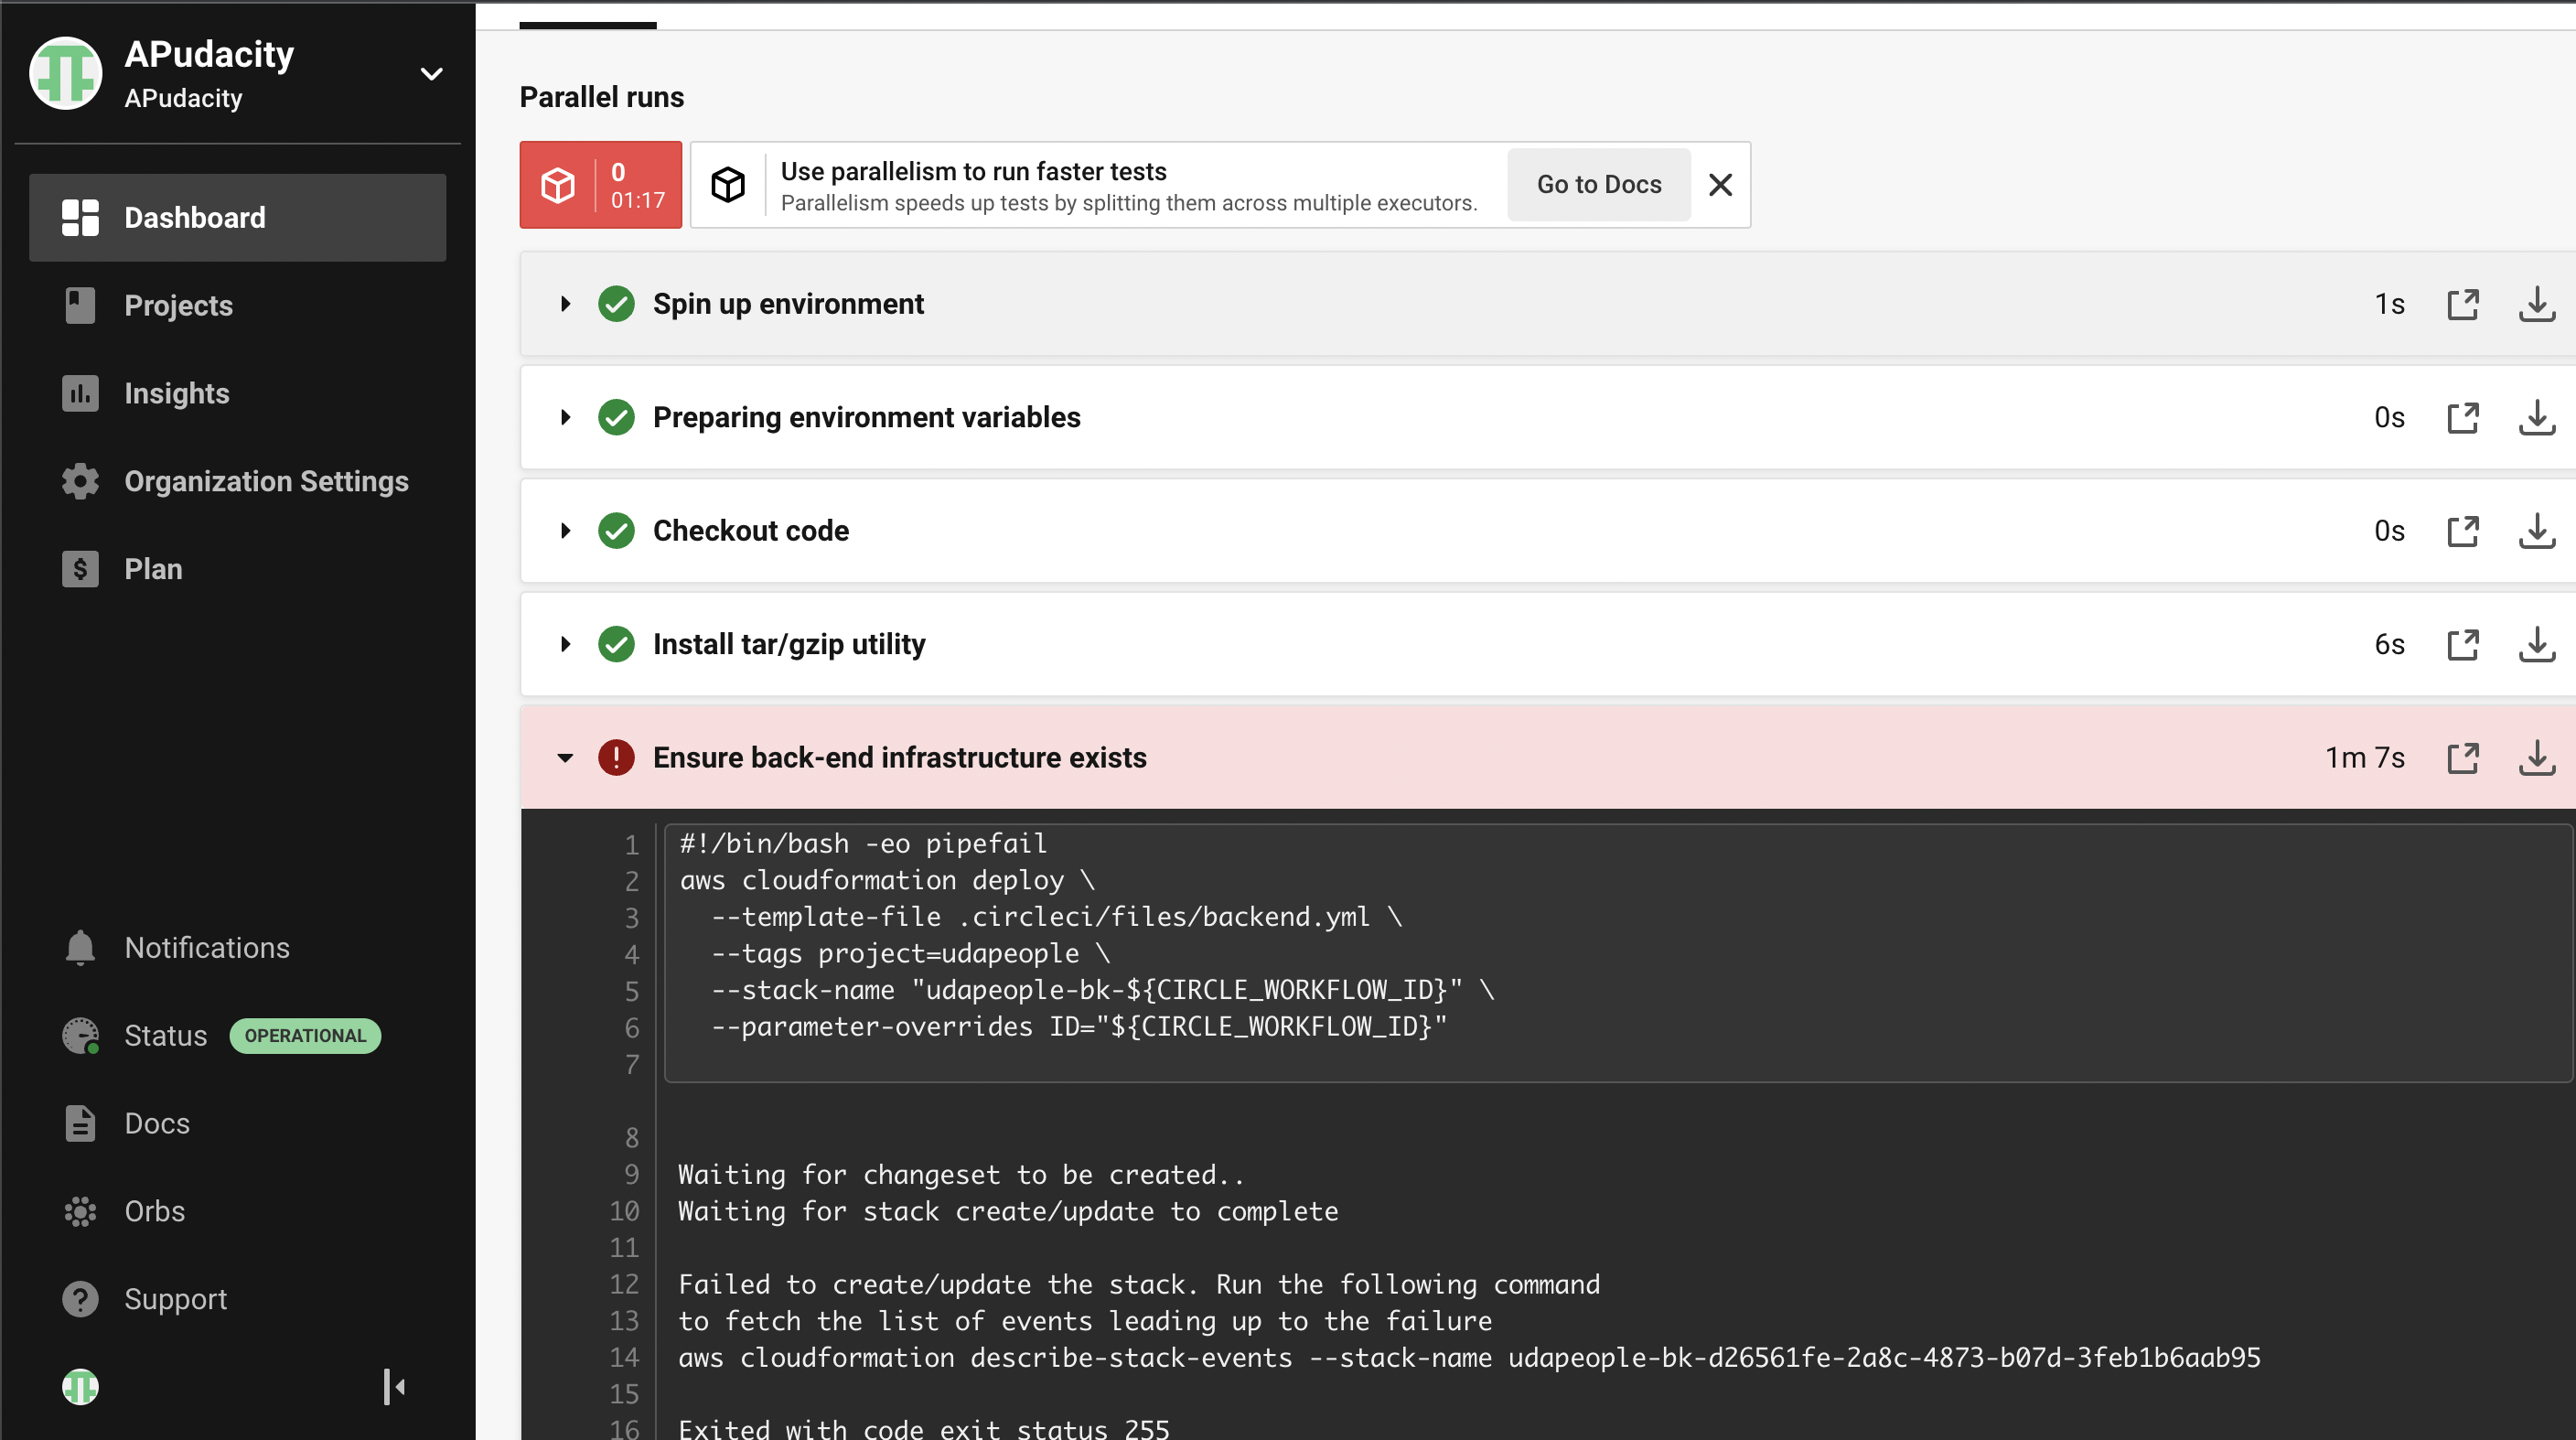 APudacity
APudacity
Dashboard
Projects
Insights
Organization Settings
Plan
Notifications
Status OPERATIONAL
Docs
Orbs
Support
Parallel runs
0
01:17
Use parallelism to run faster tests
Parallelism speeds up tests by splitting them across multiple executors.
Go to Docs
Spin up environment 1s
Preparing environment variables 0s
Checkout code 0s
Install tar/gzip utility 6s
Ensure back-end infrastructure exists 1m 7s
1 #!/bin/bash -eo pipefail
2 aws cloudformation deploy \
3 --template-file .circleci/files/backend.yml \
4 --tags project=udapeople \
5 --stack-name "udapeople-bk-${CIRCLE_WORKFLOW_ID}" \
6 --parameter-overrides ID="${CIRCLE_WORKFLOW_ID}"
7
8
9 Waiting for changeset to be created..
10 Waiting for stack create/update to complete
11
12 Failed to create/update the stack. Run the following command
13 to fetch the list of events leading up to the failure
14 aws cloudformation describe-stack-events --stack-name udapeople-bk-d26561fe-2a8c-4873-b07d-3feb1b6aab95
15
16 Exited with code exit status 255